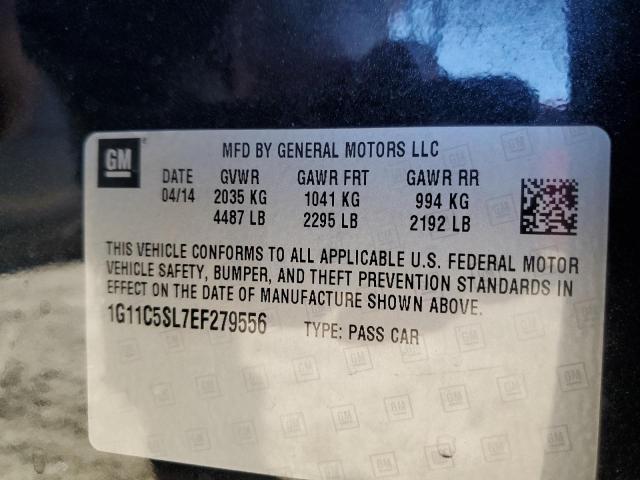 GM
MFD BY GENERAL MOTORS LLC
DATE GVWR GAWR FRT GAWR RR
04/14 2035 KG 1041 KG 994 KG
4487 LB 2295 LB 2192 LB
THIS VEHICLE CONFORMS TO ALL APPLICABLE U.S. FEDERAL MOTOR
VEHICLE SAFETY, BUMPER, AND THEFT PREVENTION STANDARDS IN
EFFECT ON THE DATE OF MANUFACTURE SHOWN ABOVE.
1G11C5SL7EF279556 TYPE: PASS CAR